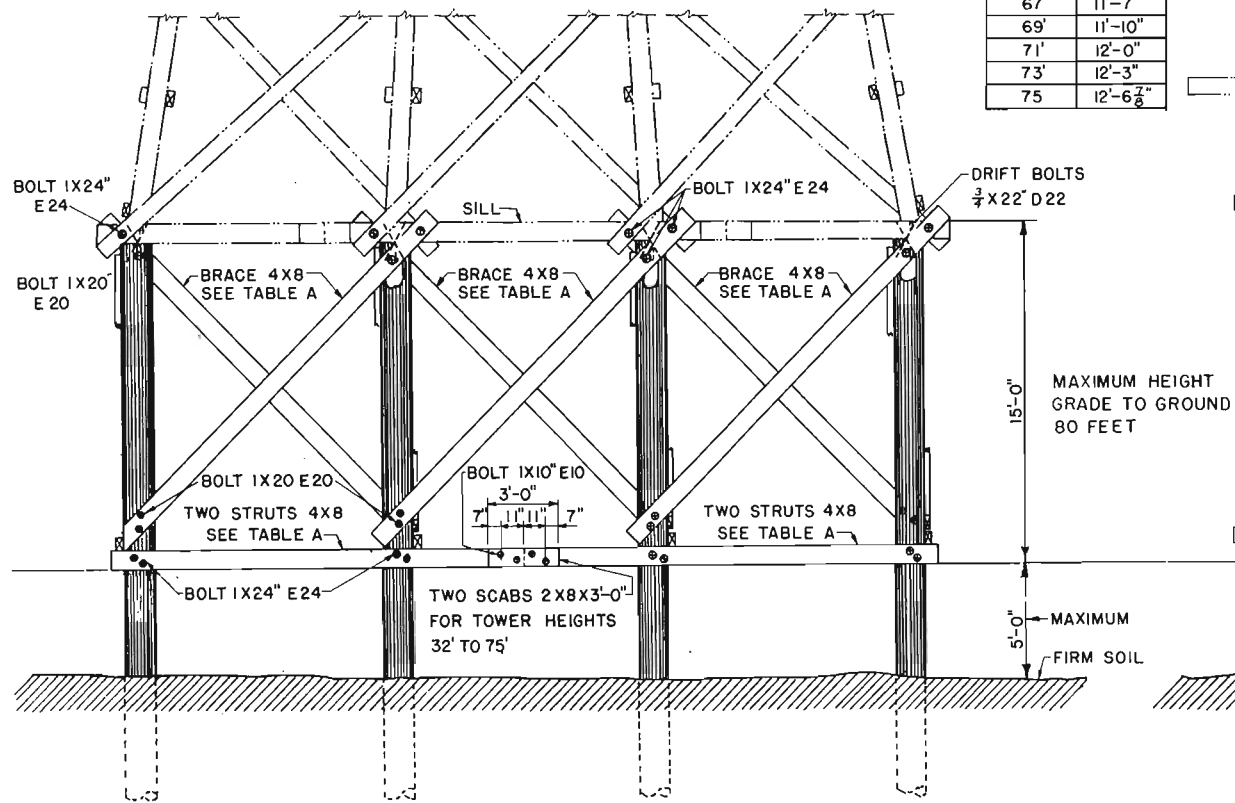 67 11'-7"
69' 11'-10"
71' 12'-0"
73' 12'-3"
75 12'-6 7/8"
DRIFT BOLTS
3/4 X 22" D 22
BOLT 1X24"
E 24
SILL
BOLT 1X24" E 24
BOLT 1X20
E 20
BRACE 4X8
SEE TABLE A
BRACE 4X8
SEE TABLE A
BRACE 4X8
SEE TABLE A
15'-0"
MAXIMUM HEIGHT
GRADE TO GROUND
80 FEET
BOLT 1X20 E 20
BOLT 1X10" E10
3'-0"
7" 11" 11" 7"
TWO STRUTS 4X8
SEE TABLE A
TWO STRUTS 4X8
SEE TABLE A
BOLT 1X24" E24
TWO SCABS 2X8X3'-0"
FOR TOWER HEIGHTS
32' TO 75'
5'-0"
MAXIMUM
FIRM SOIL